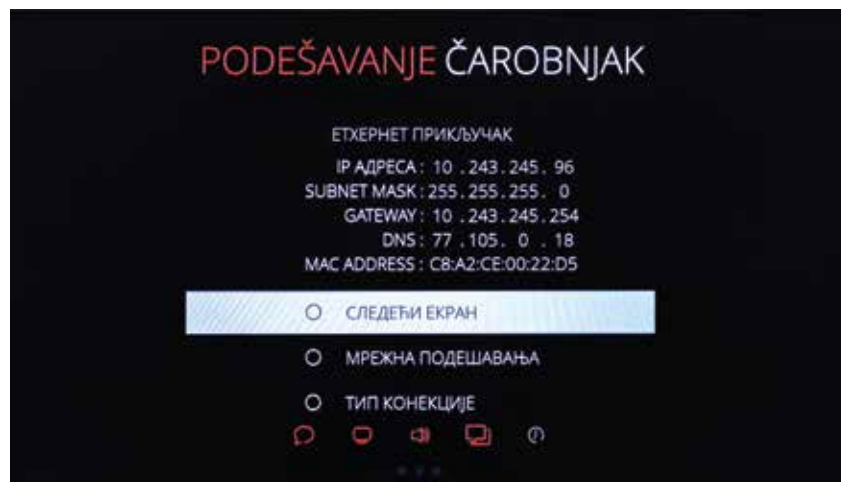 PODEŠAVANJE ČAROBNJAK
ЕТХЕРНЕТ ПРИКЉУЧАК
IP АДРЕСА : 10 . 243 . 245 . 96
SUBNET MASK : 255 . 255 . 255 . 0
GATEWAY : 10 . 243 . 245 . 254
DNS : 77 . 105 . 0 . 18
MAC ADDRESS : C8:A2:CE:00:22:D5
СЛЕДЕЋИ ЕКРАН
МРЕЖНА ПОДЕШАВАЊА
ТИП КОНЕКЦИЈЕ